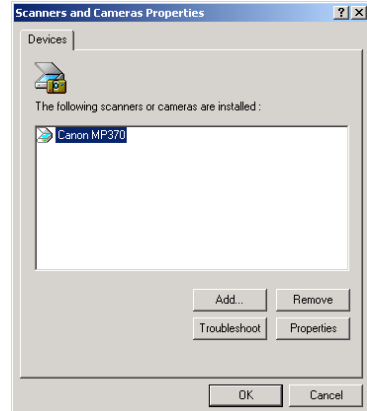 Scanners and Cameras Properties
Devices
The following scanners or cameras are installed :
Canon MP370
Add... Remove
Troubleshoot Properties
OK Cancel